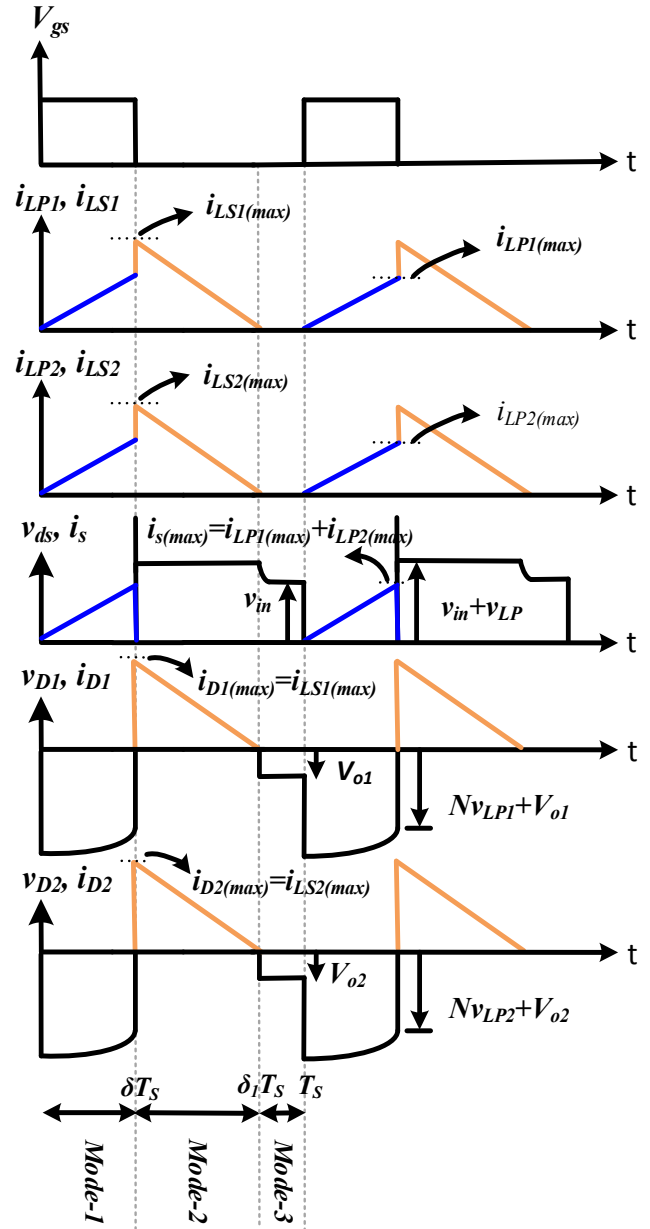 Vgs
t
iLP1, iLS1
iLS1(max)
iLP1(max)
t
iLP2, iLS2
iLS2(max)
iLP2(max)
t
vds, is
is(max)=iLP1(max)+iLP2(max)
vin
vin+vLP
t
vD1, iD1
iD1(max)=iLS1(max)
t
Vo1
NvLP1+Vo1
vD2, iD2
iD2(max)=iLS2(max)
t
Vo2
NvLP2+Vo2
δTS
δ1TS
TS
Mode-1
Mode-2
Mode-3